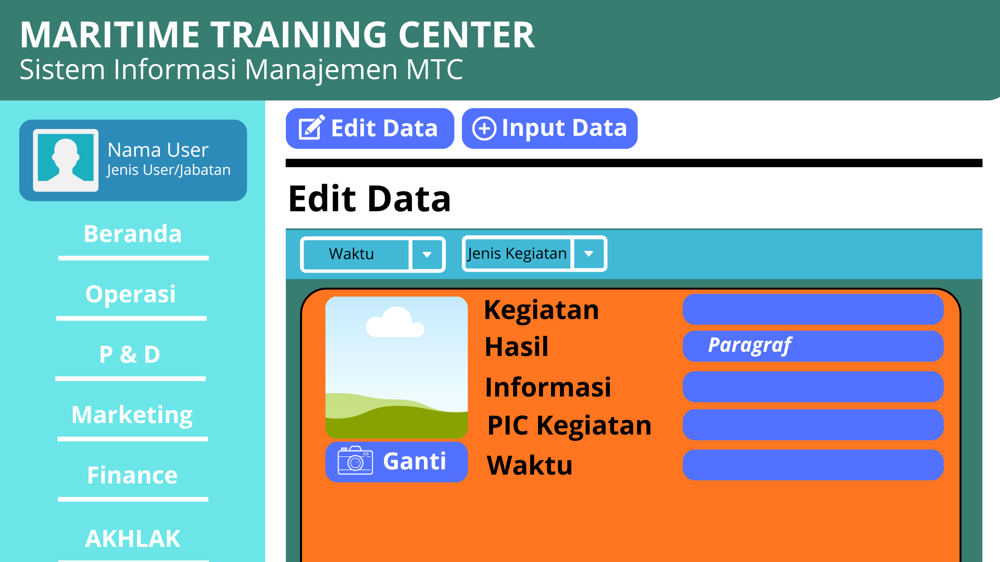 MARITIME TRAINING CENTER
Sistem Informasi Manajemen MTC
Nama User
Jenis User/Jabatan
Beranda
Operasi
P & D
Marketing
Finance
AKHLAK
Edit Data
Input Data
Edit Data
Waktu
Jenis Kegiatan
Ganti
Kegiatan
Hasil
Paragraf
Informasi
PIC Kegiatan
Waktu